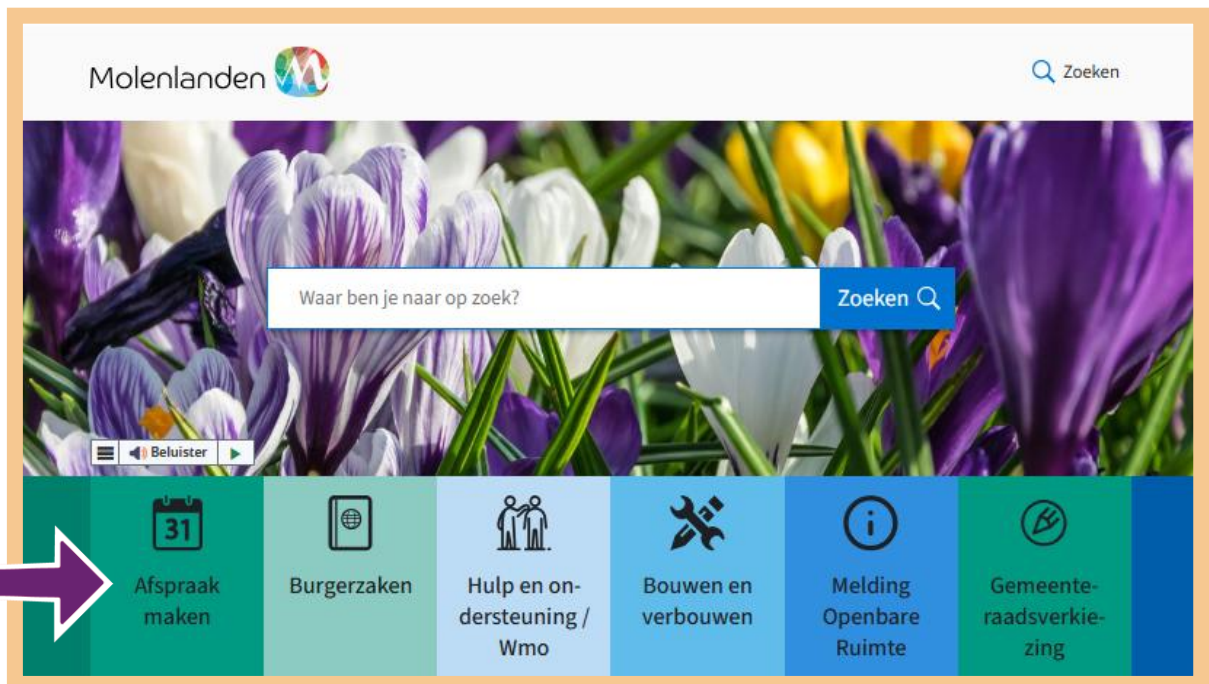 Molenlanden
Zoeken
Waar ben je naar op zoek?
Zoeken
Beluister
31
Afspraak
maken
Burgerzaken
Hulp en on-
dersteuning /
Wmo
Bouwen en
verbouwen
Melding
Openbare
Ruimte
Gemeente-
raadsverkie-
zing